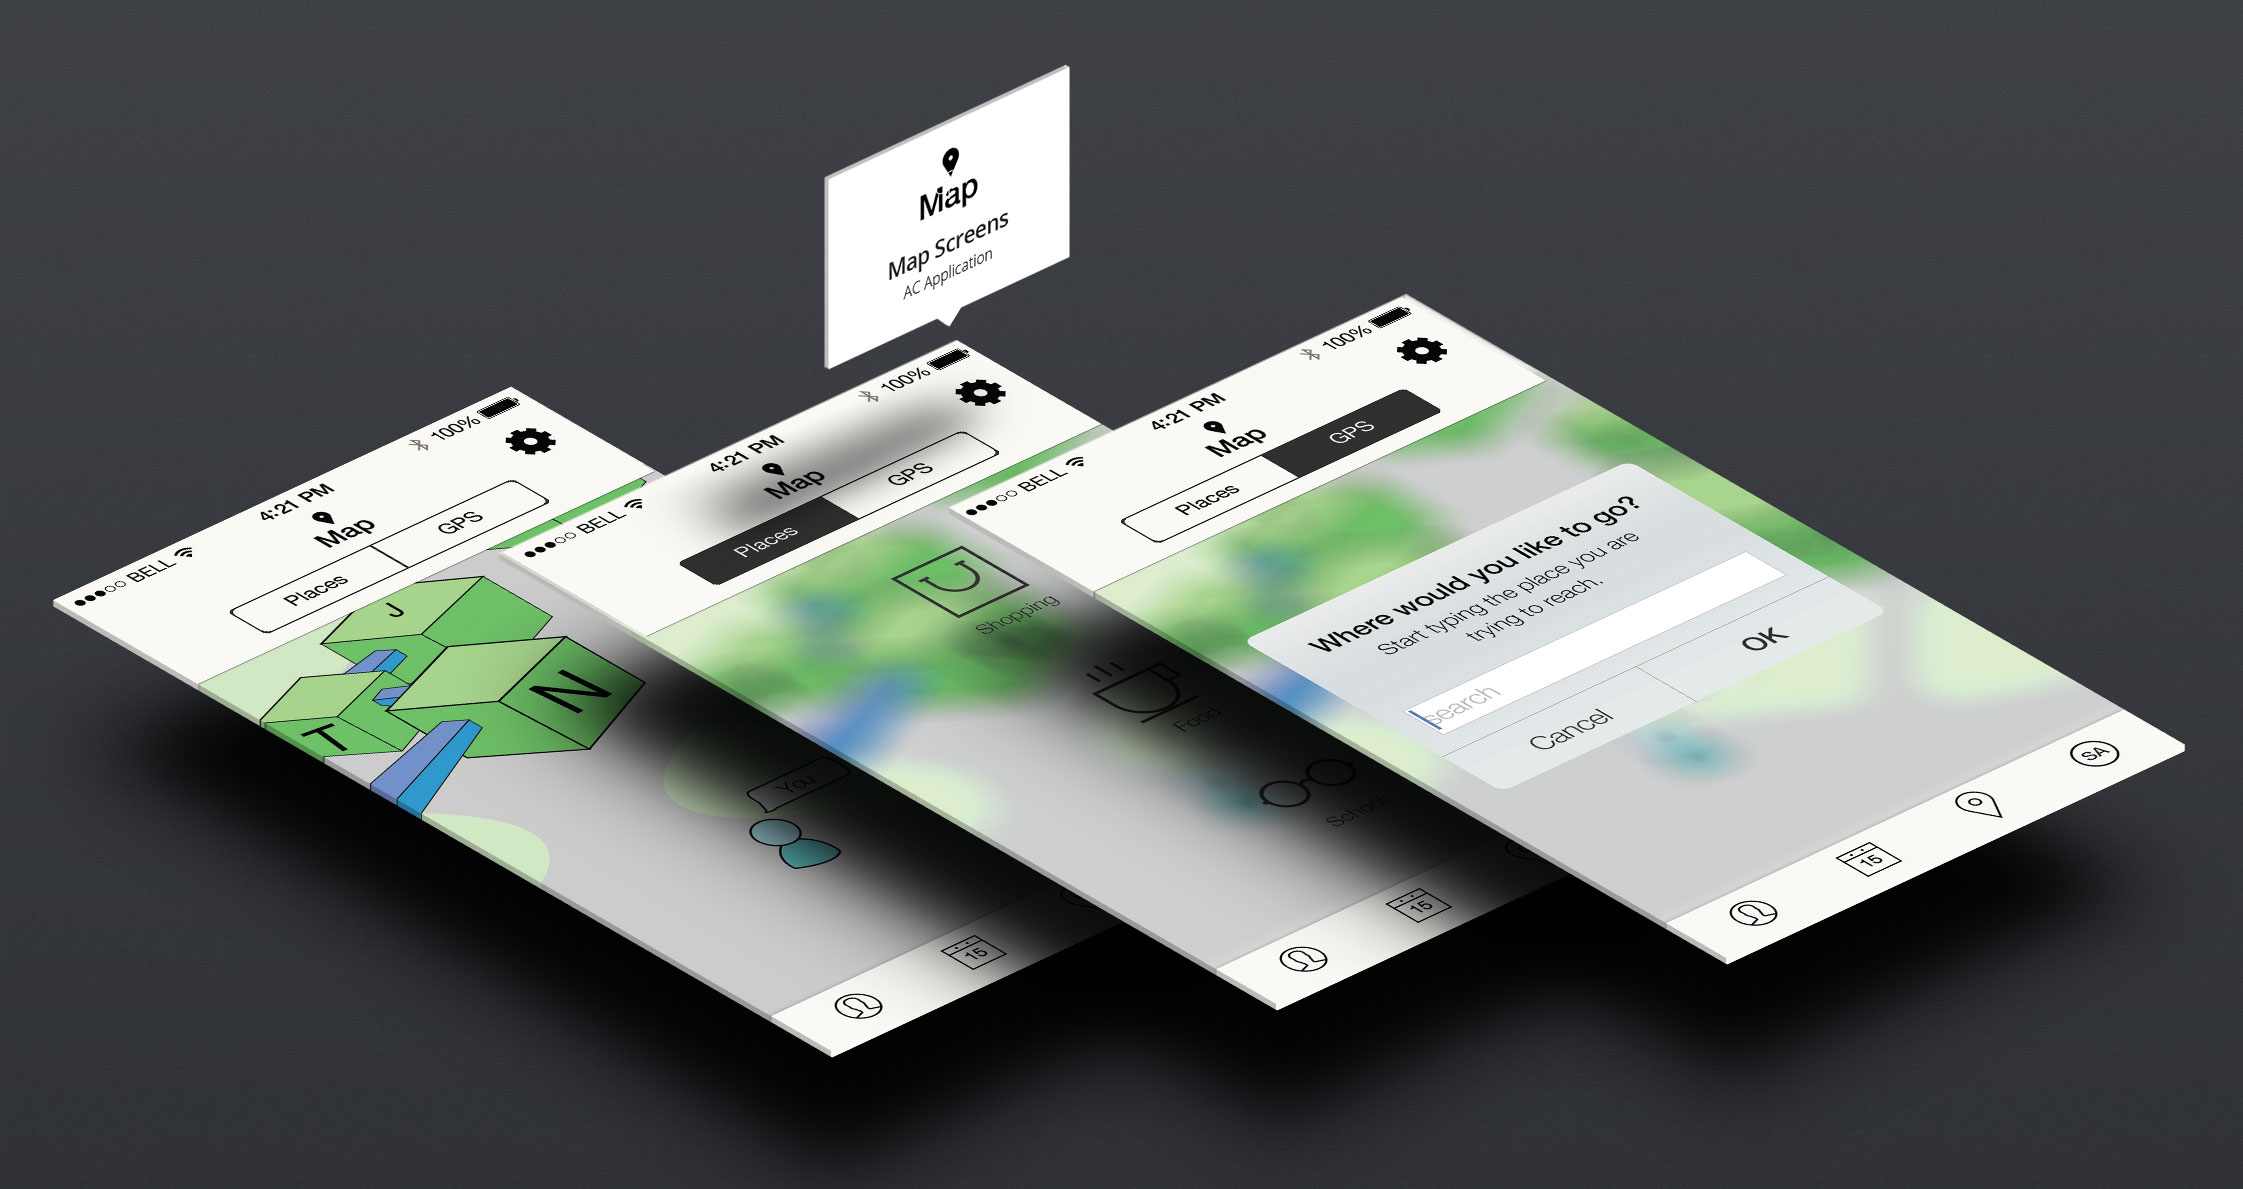 Map
Map Screens
AC Application
BELL
4:21 PM
100%
Map
Places
GPS
J
N
T
You
15
BELL
4:21 PM
100%
Map
Places
GPS
Shopping
Food
School
15
BELL
4:21 PM
100%
Map
Places
GPS
Where would you like to go?
Start typing the place you are
trying to reach.
search
Cancel
OK
15
SA